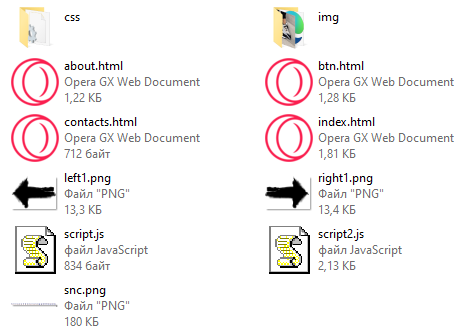 css
img
about.html
Opera GX Web Document
1,22 КБ
btn.html
Opera GX Web Document
1,28 КБ
contacts.html
Opera GX Web Document
712 байт
index.html
Opera GX Web Document
1,81 КБ
left1.png
Файл "PNG"
13,3 КБ
right1.png
Файл "PNG"
13,4 КБ
script.js
файл JavaScript
834 байт
script2.js
файл JavaScript
2,13 КБ
snc.png
Файл "PNG"
180 КБ